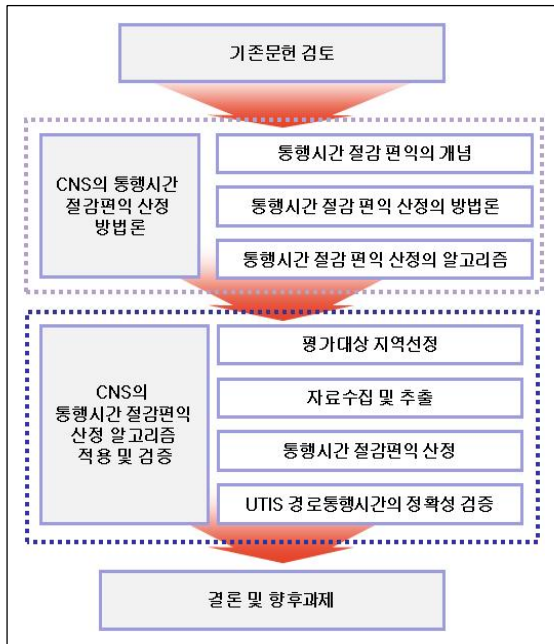 기존문헌 검토
CNS의 통행시간
절감편익 산정
방법론
통행시간 절감 편익의 개념
통행시간 절감 편익 산정의 방법론
통행시간 절감 편익 산정의 알고리즘
CNS의
통행시간 절감편익
산정 알고리즘
적용 및 검증
평가대상 지역선정
자료수집 및 추출
통행시간 절감편익 산정
UTIS 경로통행시간의 정확성 검증
결론 및 향후과제